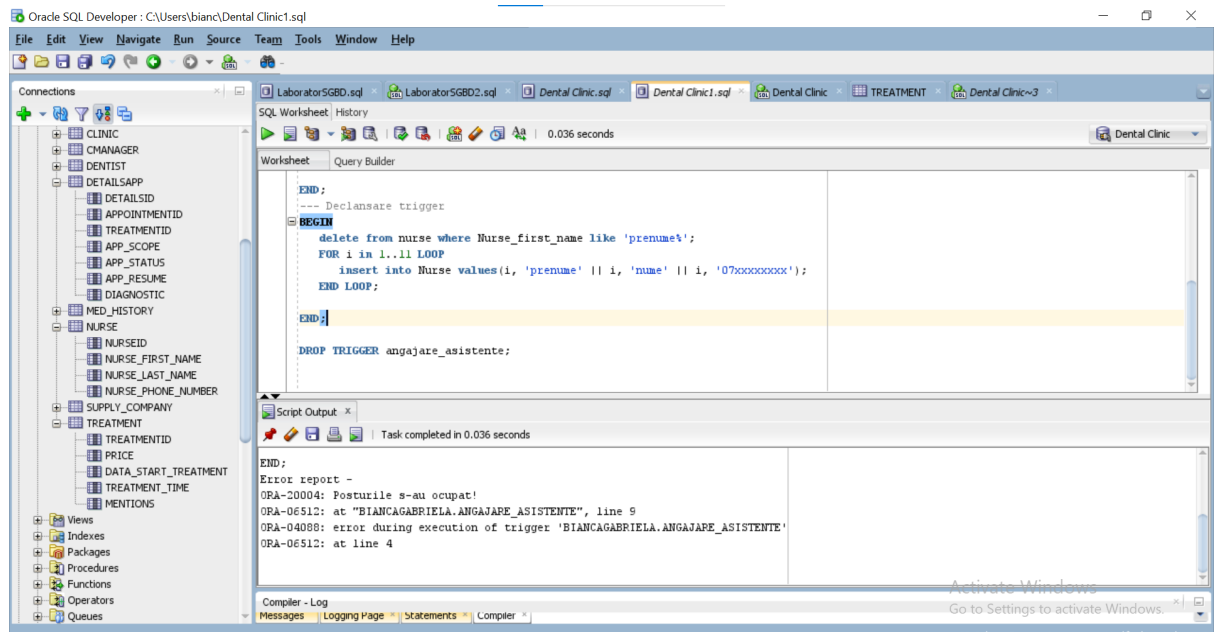 Oracle SQL Developer : C:\Users\bianc\Dental Clinic1.sql
File Edit View Navigate Run Source Team Tools Window Help
Connections
LaboratorSGBD.sql LaboratorSGBD2.sql Dental Clinic.sql Dental Clinic1.sql Dental Clinic TREATMENT Dental Clinic~3
SQL Worksheet History
0.036 seconds
Dental Clinic
Worksheet Query Builder
CLINIC
CMANAGER
DENTIST
DETAILSAPP
DETAILSID
APPOINTMENTID
TREATMENTID
APP_SCOPE
APP_STATUS
APP_RESUME
DIAGNOSTIC
MED_HISTORY
NURSE
NURSEID
NURSE_FIRST_NAME
NURSE_LAST_NAME
NURSE_PHONE_NUMBER
SUPPLY_COMPANY
TREATMENT
TREATMENTID
PRICE
DATA_START_TREATMENT
TREATMENT_TIME
MENTIONS
Views
Indexes
Packages
Procedures
Functions
Operators
Queues
END;
--- Declansare trigger
BEGIN
delete from nurse where Nurse_first_name like 'prenume%';
FOR i in 1..11 LOOP
insert into Nurse values(i, 'prenume' || i, 'nume' || i, '07xxxxxxxx');
END LOOP;
END;
DROP TRIGGER angajare_asistente;
Script Output
Task completed in 0.036 seconds
END;
Error report -
ORA-20004: Posturile s-au ocupat!
ORA-06512: at "BIANCAGABRIELA.ANGAJARE_ASISTENTE", line 9
ORA-04088: error during execution of trigger 'BIANCAGABRIELA.ANGAJARE_ASISTENTE'
ORA-06512: at line 4
Activate Windows
Go to Settings to activate Windows.
Compiler - Log
Messages Logging Page Statements Compiler